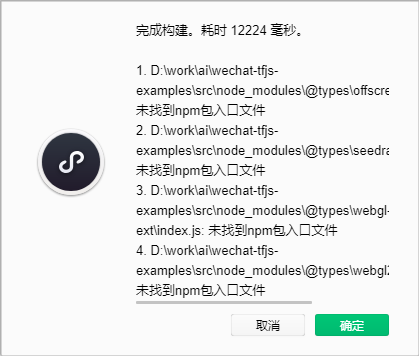 完成构建。耗时 12224 毫秒。
1. D:\work\ai\wechat-tfjs-
examples\src\node_modules\@types\offscre
未找到npm包入口文件
2. D:\work\ai\wechat-tfjs-
examples\src\node_modules\@types\seedra
未找到npm包入口文件
3. D:\work\ai\wechat-tfjs-
examples\src\node_modules\@types\webgl-
ext\index.js: 未找到npm包入口文件
4. D:\work\ai\wechat-tfjs-
examples\src\node_modules\@types\webgl2
未找到npm包入口文件
取消
确定